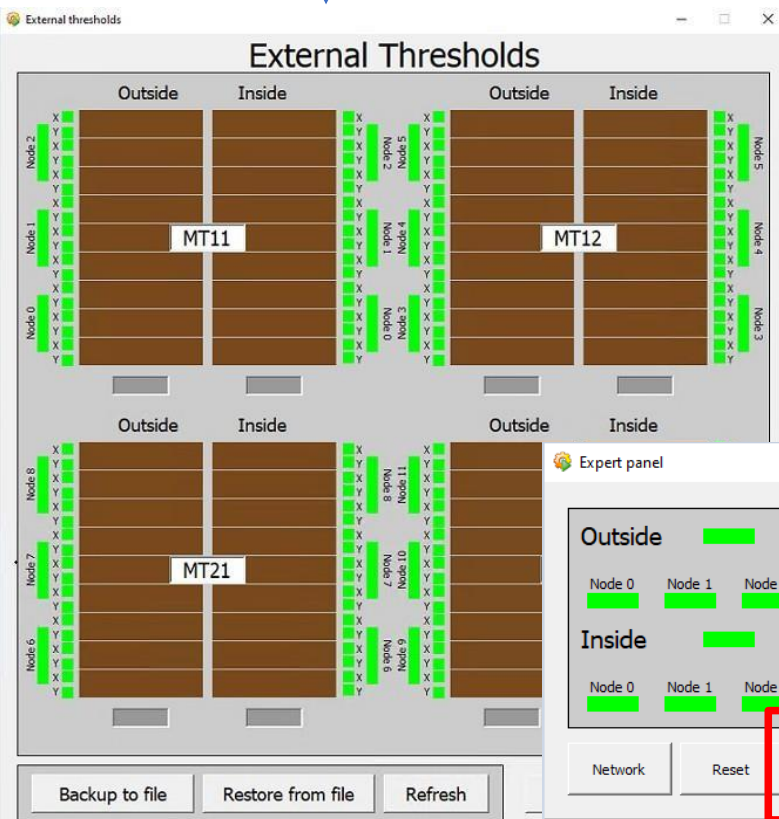 External thresholds
External Thresholds
Outside Inside Outside Inside
X X X X
Y Y Y Y
Node 2 Node 2 Node 5 Node 5
Node 1 Node 1 Node 4 Node 4
Node 0 Node 0 Node 3 Node 3
MT11 MT12
Outside Inside Outside Inside
Node 8 Node 8 Node 11
Node 7 Node 7 Node 10
Node 6 Node 6 Node 9
MT21
Expert panel
Outside
Node 0 Node 1 Node
Inside
Node 0 Node 1 Node
Network Reset
Backup to file Restore from file Refresh